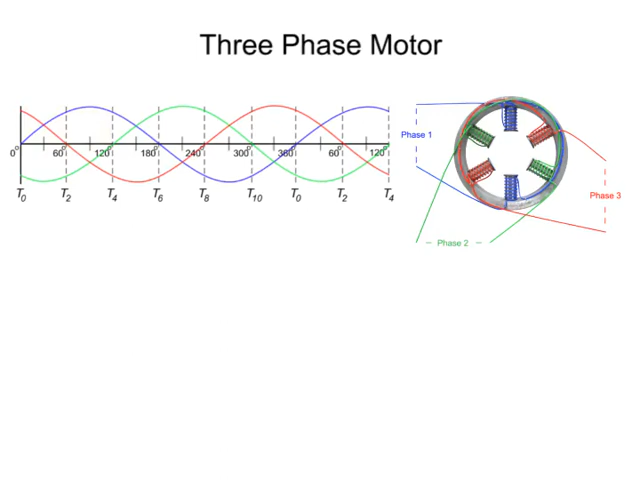 Three Phase Motor
Phase 1
0° 60° 120° 180° 240° 300° 360° 60° 120°
T0 T2 T4 T6 T8 T10 T0 T2 T4
Phase 3
Phase 2